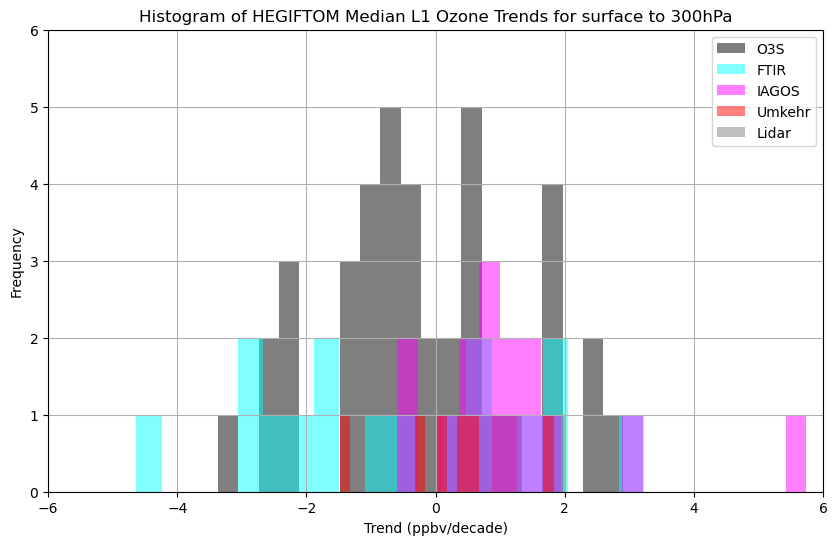 Histogram of HEGIFTOM Median L1 Ozone Trends for surface to 300hPa
6
5
4
3
2
1
0
Frequency
O3S
FTIR
IAGOS
Umkehr
Lidar
−6 −4 −2 0 2 4 6
Trend (ppbv/decade)